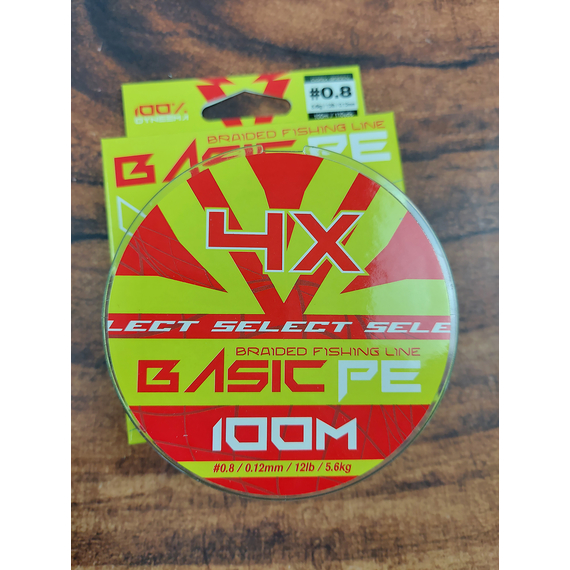 100%
DYNEEMA
#0.8
BRAIDED FISHING LINE
BASIC PE
4X
LECT SELECT SELE
BRAIDED FISHING LINE
BASIC PE
100M
#0.8 / 0.12mm / 12lb / 5.6kg